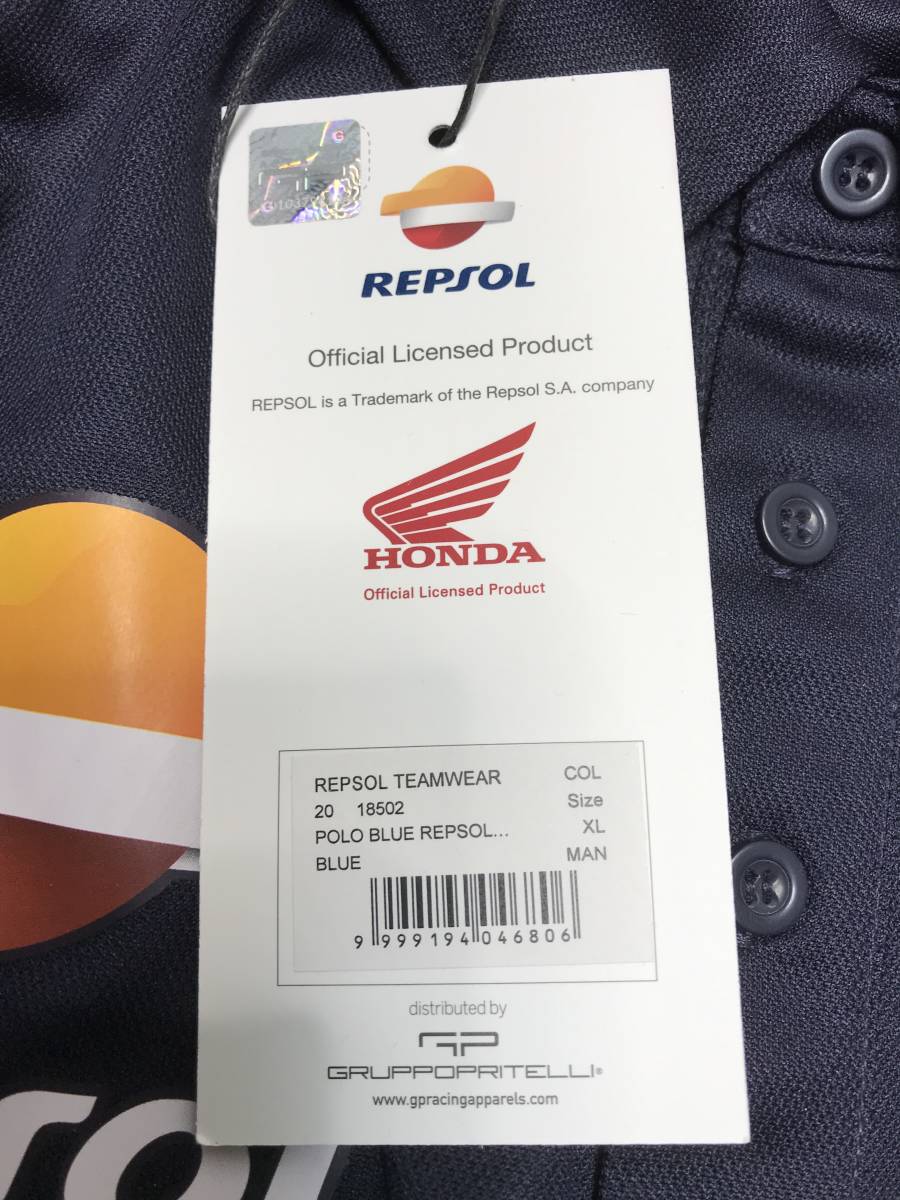 REPSOL
Official Licensed Product
REPSOL is a Trademark of the Repsol S.A. company
HONDA
Official Licensed Product
REPSOL TEAMWEAR COL
20 18502 Size
POLO BLUE REPSOL... XL
BLUE MAN
9 999194 046806
distributed by
GP
GRUPPOPRITELLI®
www.gpracingapparels.com